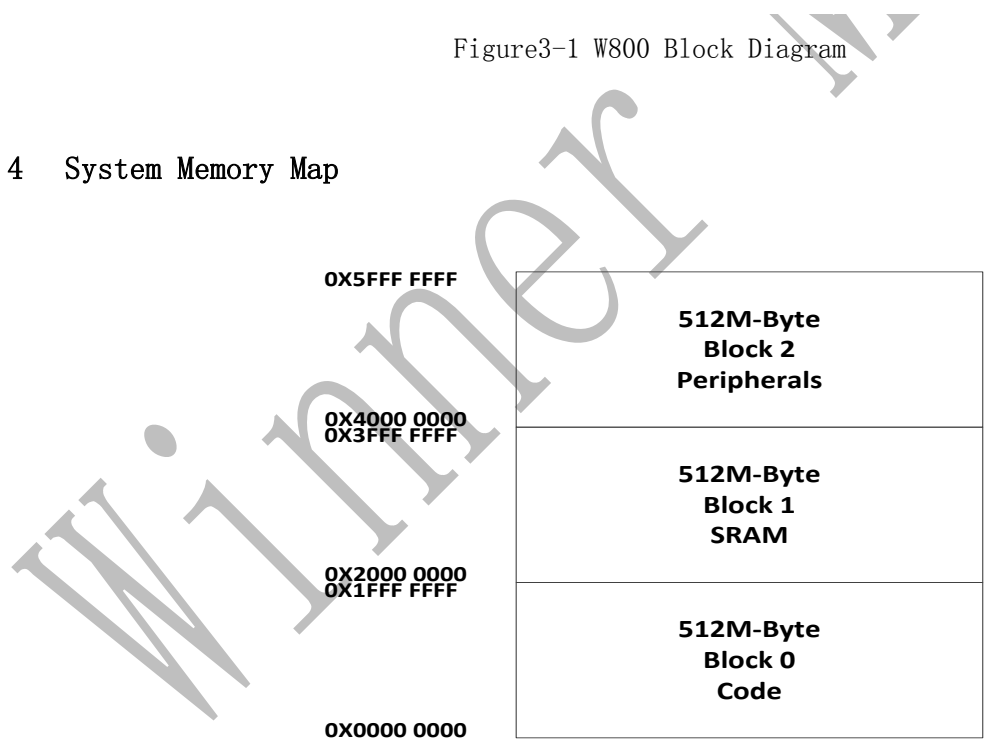 Figure3-1 W800 Block Diagram
4 System Memory Map
0X5FFF FFFF
512M-Byte
Block 2
Peripherals
0X4000 0000
0X3FFF FFFF
512M-Byte
Block 1
SRAM
0X2000 0000
0X1FFF FFFF
512M-Byte
Block 0
Code
0X0000 0000
Winner M